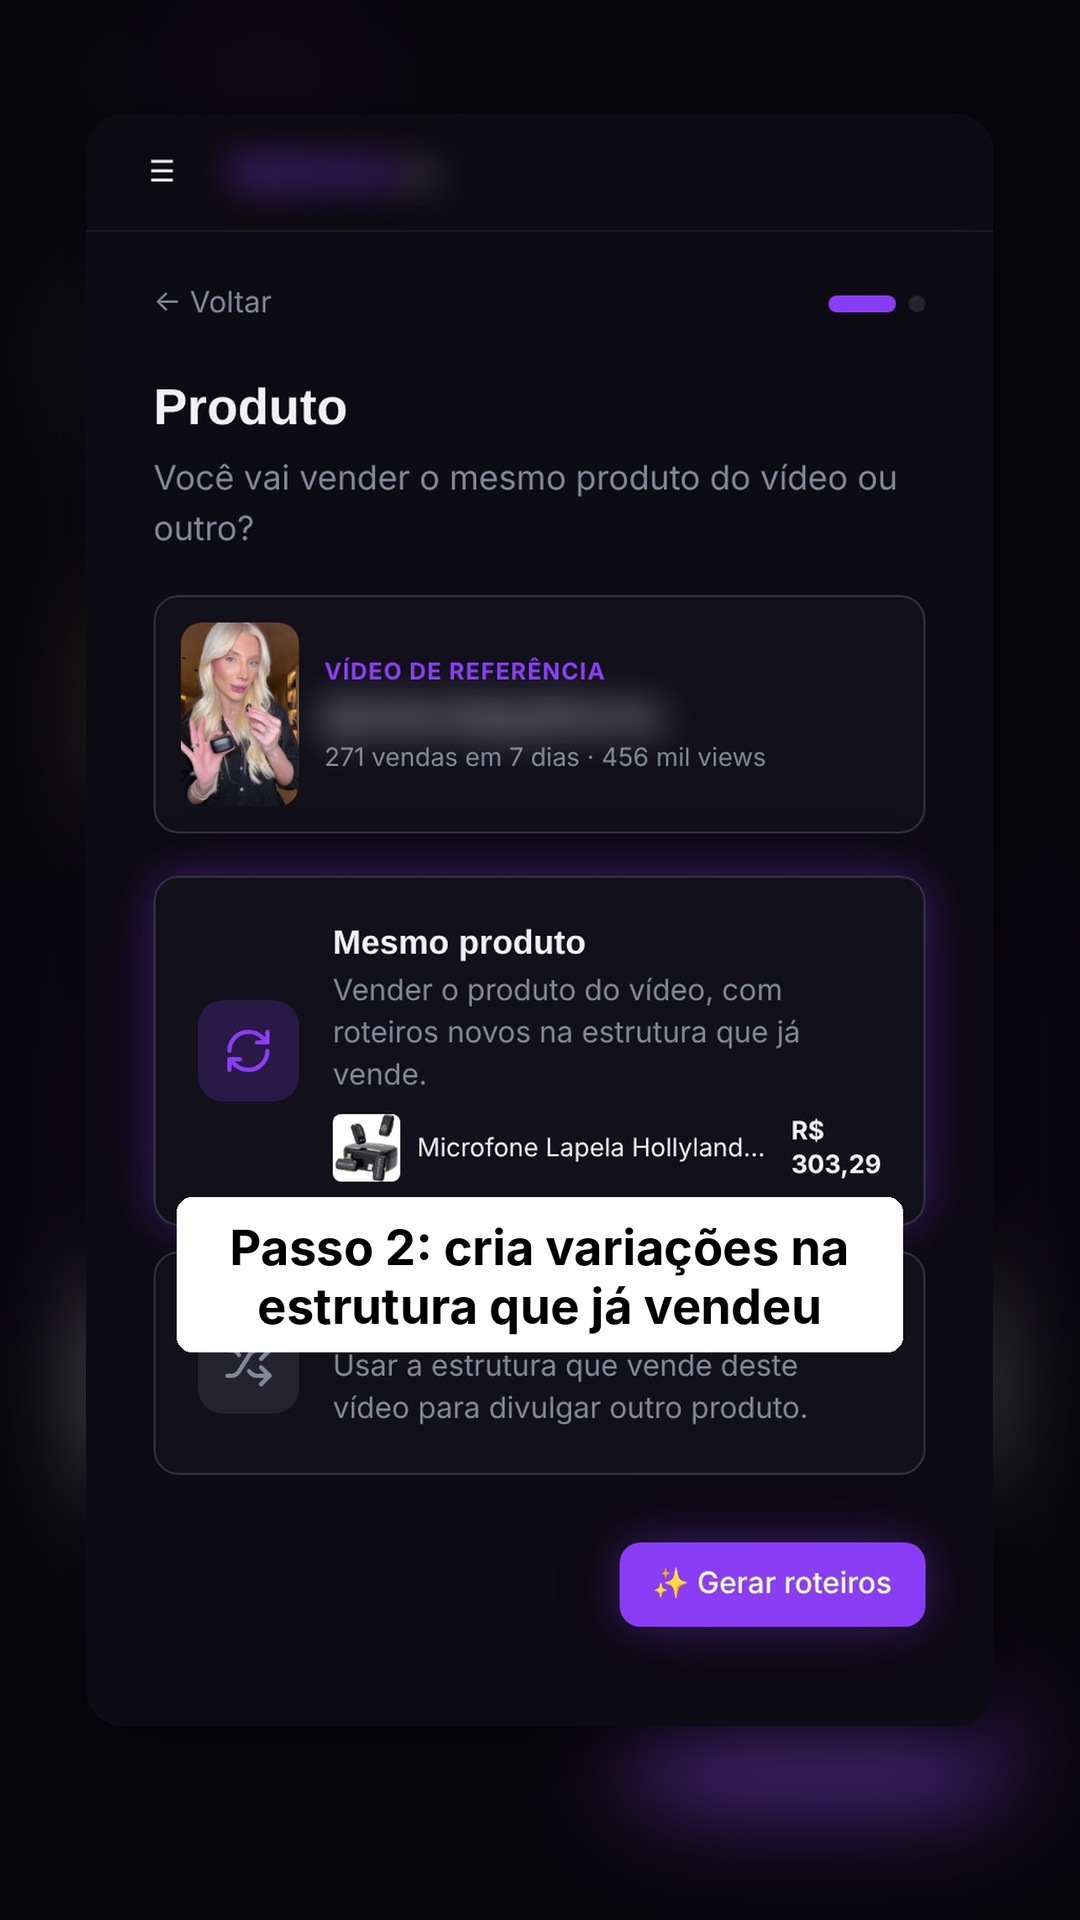 ← Voltar
Produto
Você vai vender o mesmo produto do vídeo ou
outro?
VÍDEO DE REFERÊNCIA
271 vendas em 7 dias · 456 mil views
Mesmo produto
Vender o produto do vídeo, com
roteiros novos na estrutura que já
vende.
Microfone Lapela Hollyland...
R$
303,29
Passo 2: cria variações na
estrutura que já vendeu
Usar a estrutura que vende deste
vídeo para divulgar outro produto.
✨ Gerar roteiros